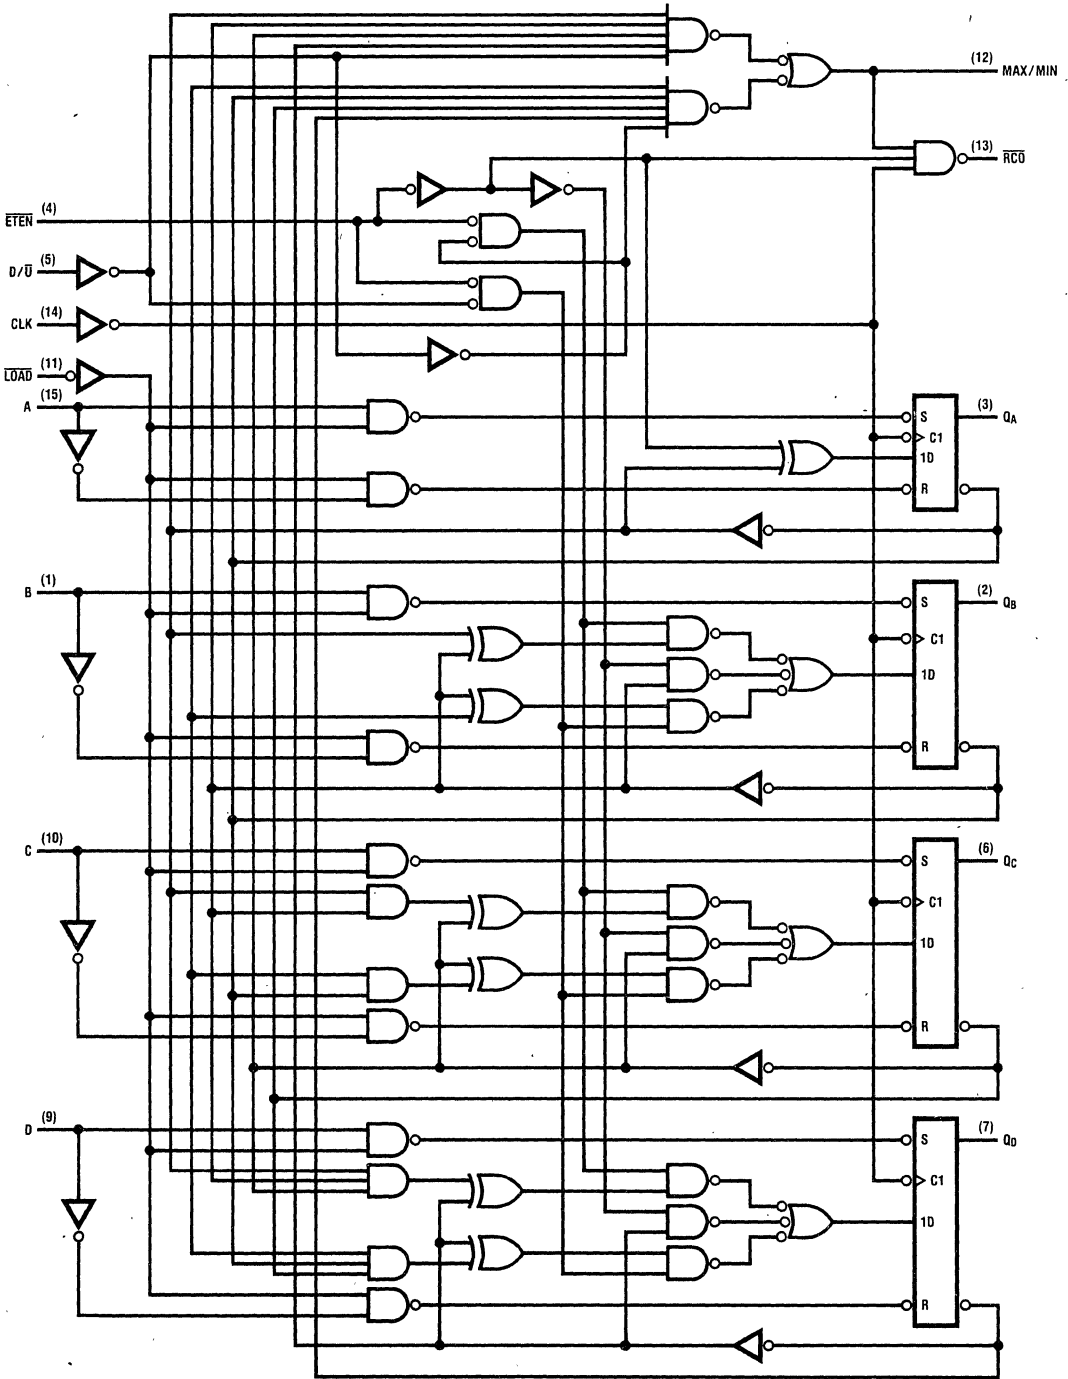 (12)
MAX/MIN
(13)
RCO
ETEN (4)
D/U (5)
CLK (14)
LOAD (11)
A (15)
S
C1
1D
R
(3)
QA
B (1)
S
C1
1D
R
(2)
QB
C (10)
S
C1
1D
R
(6)
QC
D (9)
S
C1
1D
R
(7)
QD